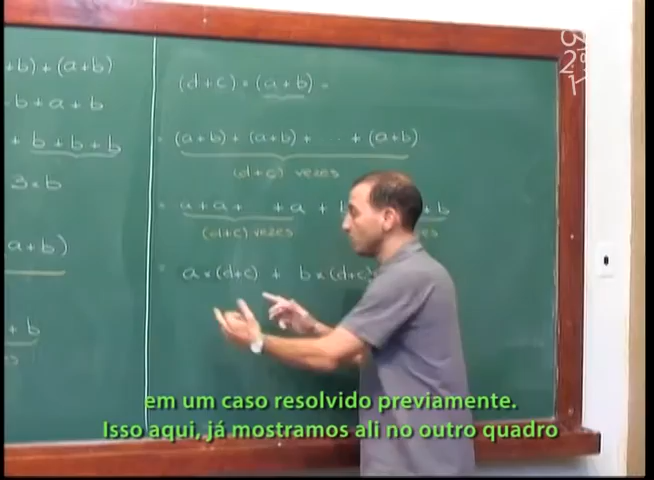 +b)+(a+b)
-b+a+b
+ b+b+b
3×b
(a+b)
+b
(d+c)×(a+b) =
= (a+b)+(a+b)+ ... +(a+b)
(d+c) vezes
= a+a+ +a +
+b
(d+c) vezes
= a×(d+c) + b×(d+c)
em um caso resolvido previamente.
Isso aqui, já mostramos ali no outro quadro